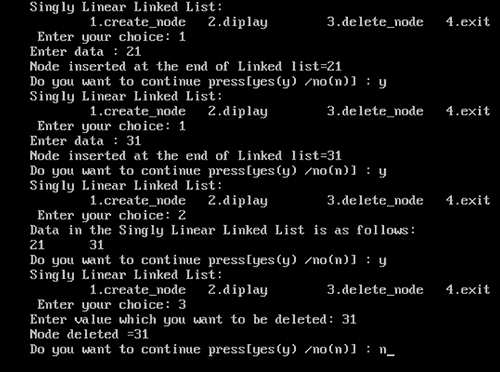 Singly Linear Linked List:
1.create_node 2.diplay 3.delete_node 4.exit
Enter your choice: 1
Enter data : 21
Node inserted at the end of Linked list=21
Do you want to continue press[yes(y) /no(n)] : y
Singly Linear Linked List:
1.create_node 2.diplay 3.delete_node 4.exit
Enter your choice: 1
Enter data : 31
Node inserted at the end of Linked list=31
Do you want to continue press[yes(y) /no(n)] : y
Singly Linear Linked List:
1.create_node 2.diplay 3.delete_node 4.exit
Enter your choice: 2
Data in the Singly Linear Linked List is as follows:
21 31
Do you want to continue press[yes(y) /no(n)] : y
Singly Linear Linked List:
1.create_node 2.diplay 3.delete_node 4.exit
Enter your choice: 3
Enter value which you want to be deleted: 31
Node deleted =31
Do you want to continue press[yes(y) /no(n)] : n_